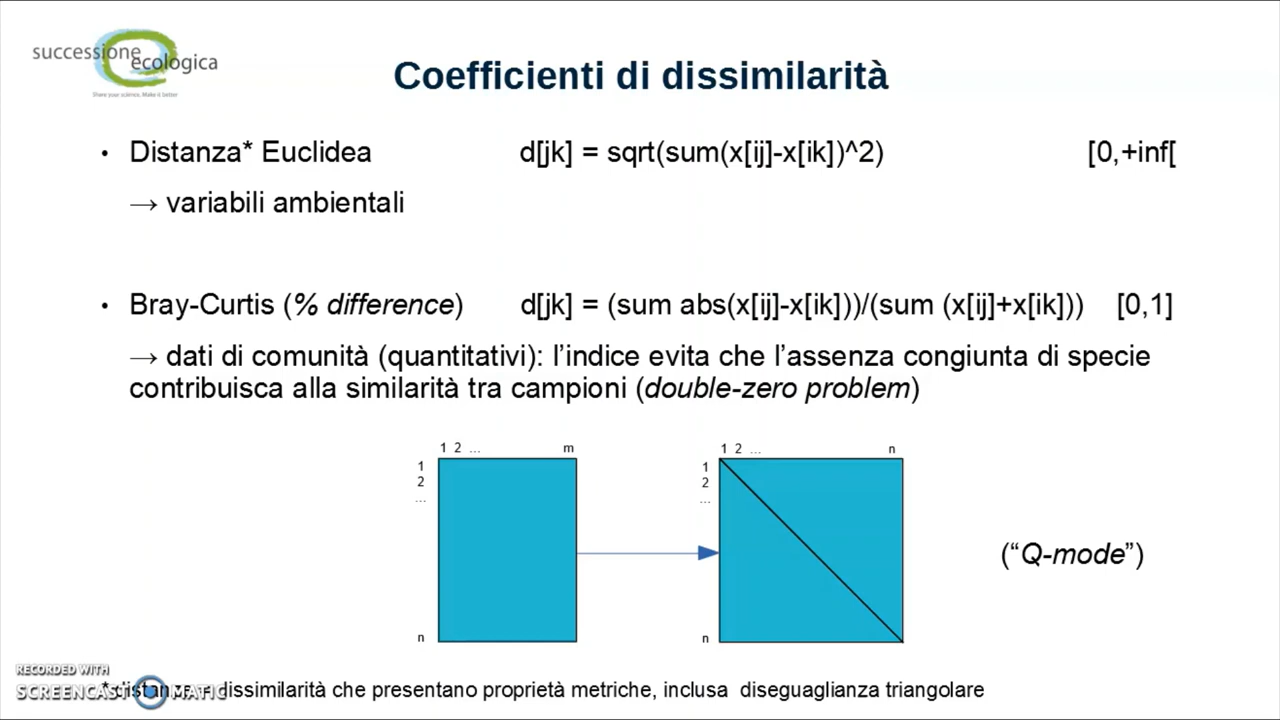 successione
ecologica
Share your science. Make it better
Coefficienti di dissimilarità
• Distanza* Euclidea d[jk] = sqrt(sum(x[ij]-x[ik])^2) [0,+inf[
→ variabili ambientali
• Bray-Curtis (% difference) d[jk] = (sum abs(x[ij]-x[ik]))/(sum (x[ij]+x[ik])) [0,1]
→ dati di comunità (quantitativi): l’indice evita che l’assenza congiunta di specie
contribuisca alla similarità tra campioni (double-zero problem)
1 2 ... m
1
2
...
n
1 2 ... n
1
2
...
n
(“Q-mode”)
RECORDED WITH
SCREENCAST MATIC
dissimilarità che presentano proprietà metriche, inclusa diseguaglianza triangolare